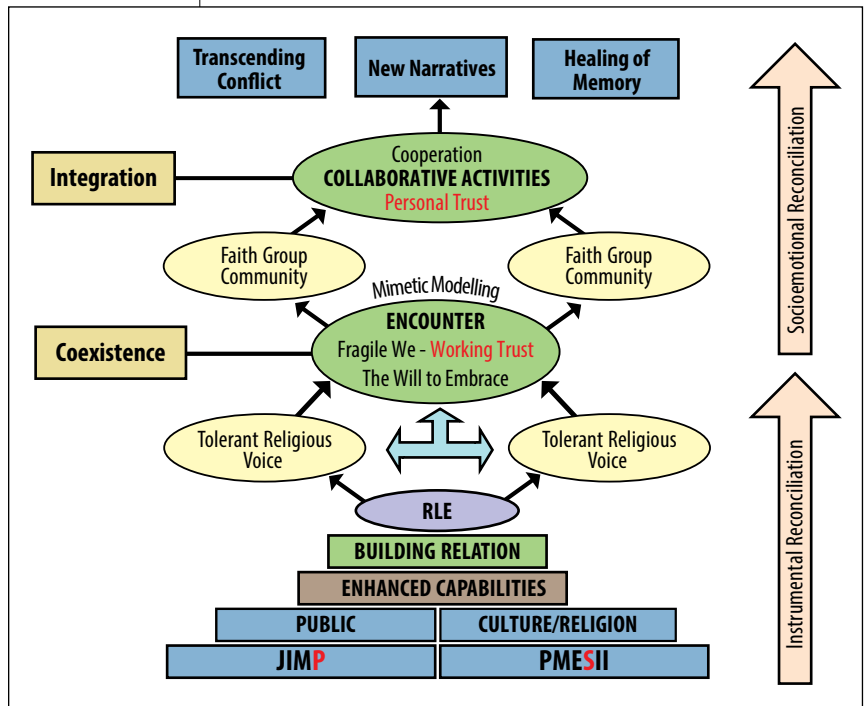 Transcending
Conflict
New Narratives
Healing of
Memory
Cooperation
COLLABORATIVE ACTIVITIES
Personal Trust
Integration
Faith Group
Community
Faith Group
Community
Mimetic Modelling
ENCOUNTER
Fragile We - Working Trust
The Will to Embrace
Coexistence
Tolerant Religious
Voice
Tolerant Religious
Voice
RLE
BUILDING RELATION
ENHANCED CAPABILITIES
PUBLIC
CULTURE/RELIGION
JIMP
PMESII
Socioemotional Reconciliation
Instrumental Reconciliation